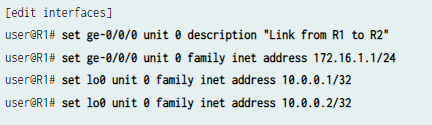 [edit interfaces]
user@R1# set ge-0/0/0 unit 0 description "Link from R1 to R2"
user@R1# set ge-0/0/0 unit 0 family inet address 172.16.1.1/24
user@R1# set lo0 unit 0 family inet address 10.0.0.1/32
user@R1# set lo0 unit 0 family inet address 10.0.0.2/32